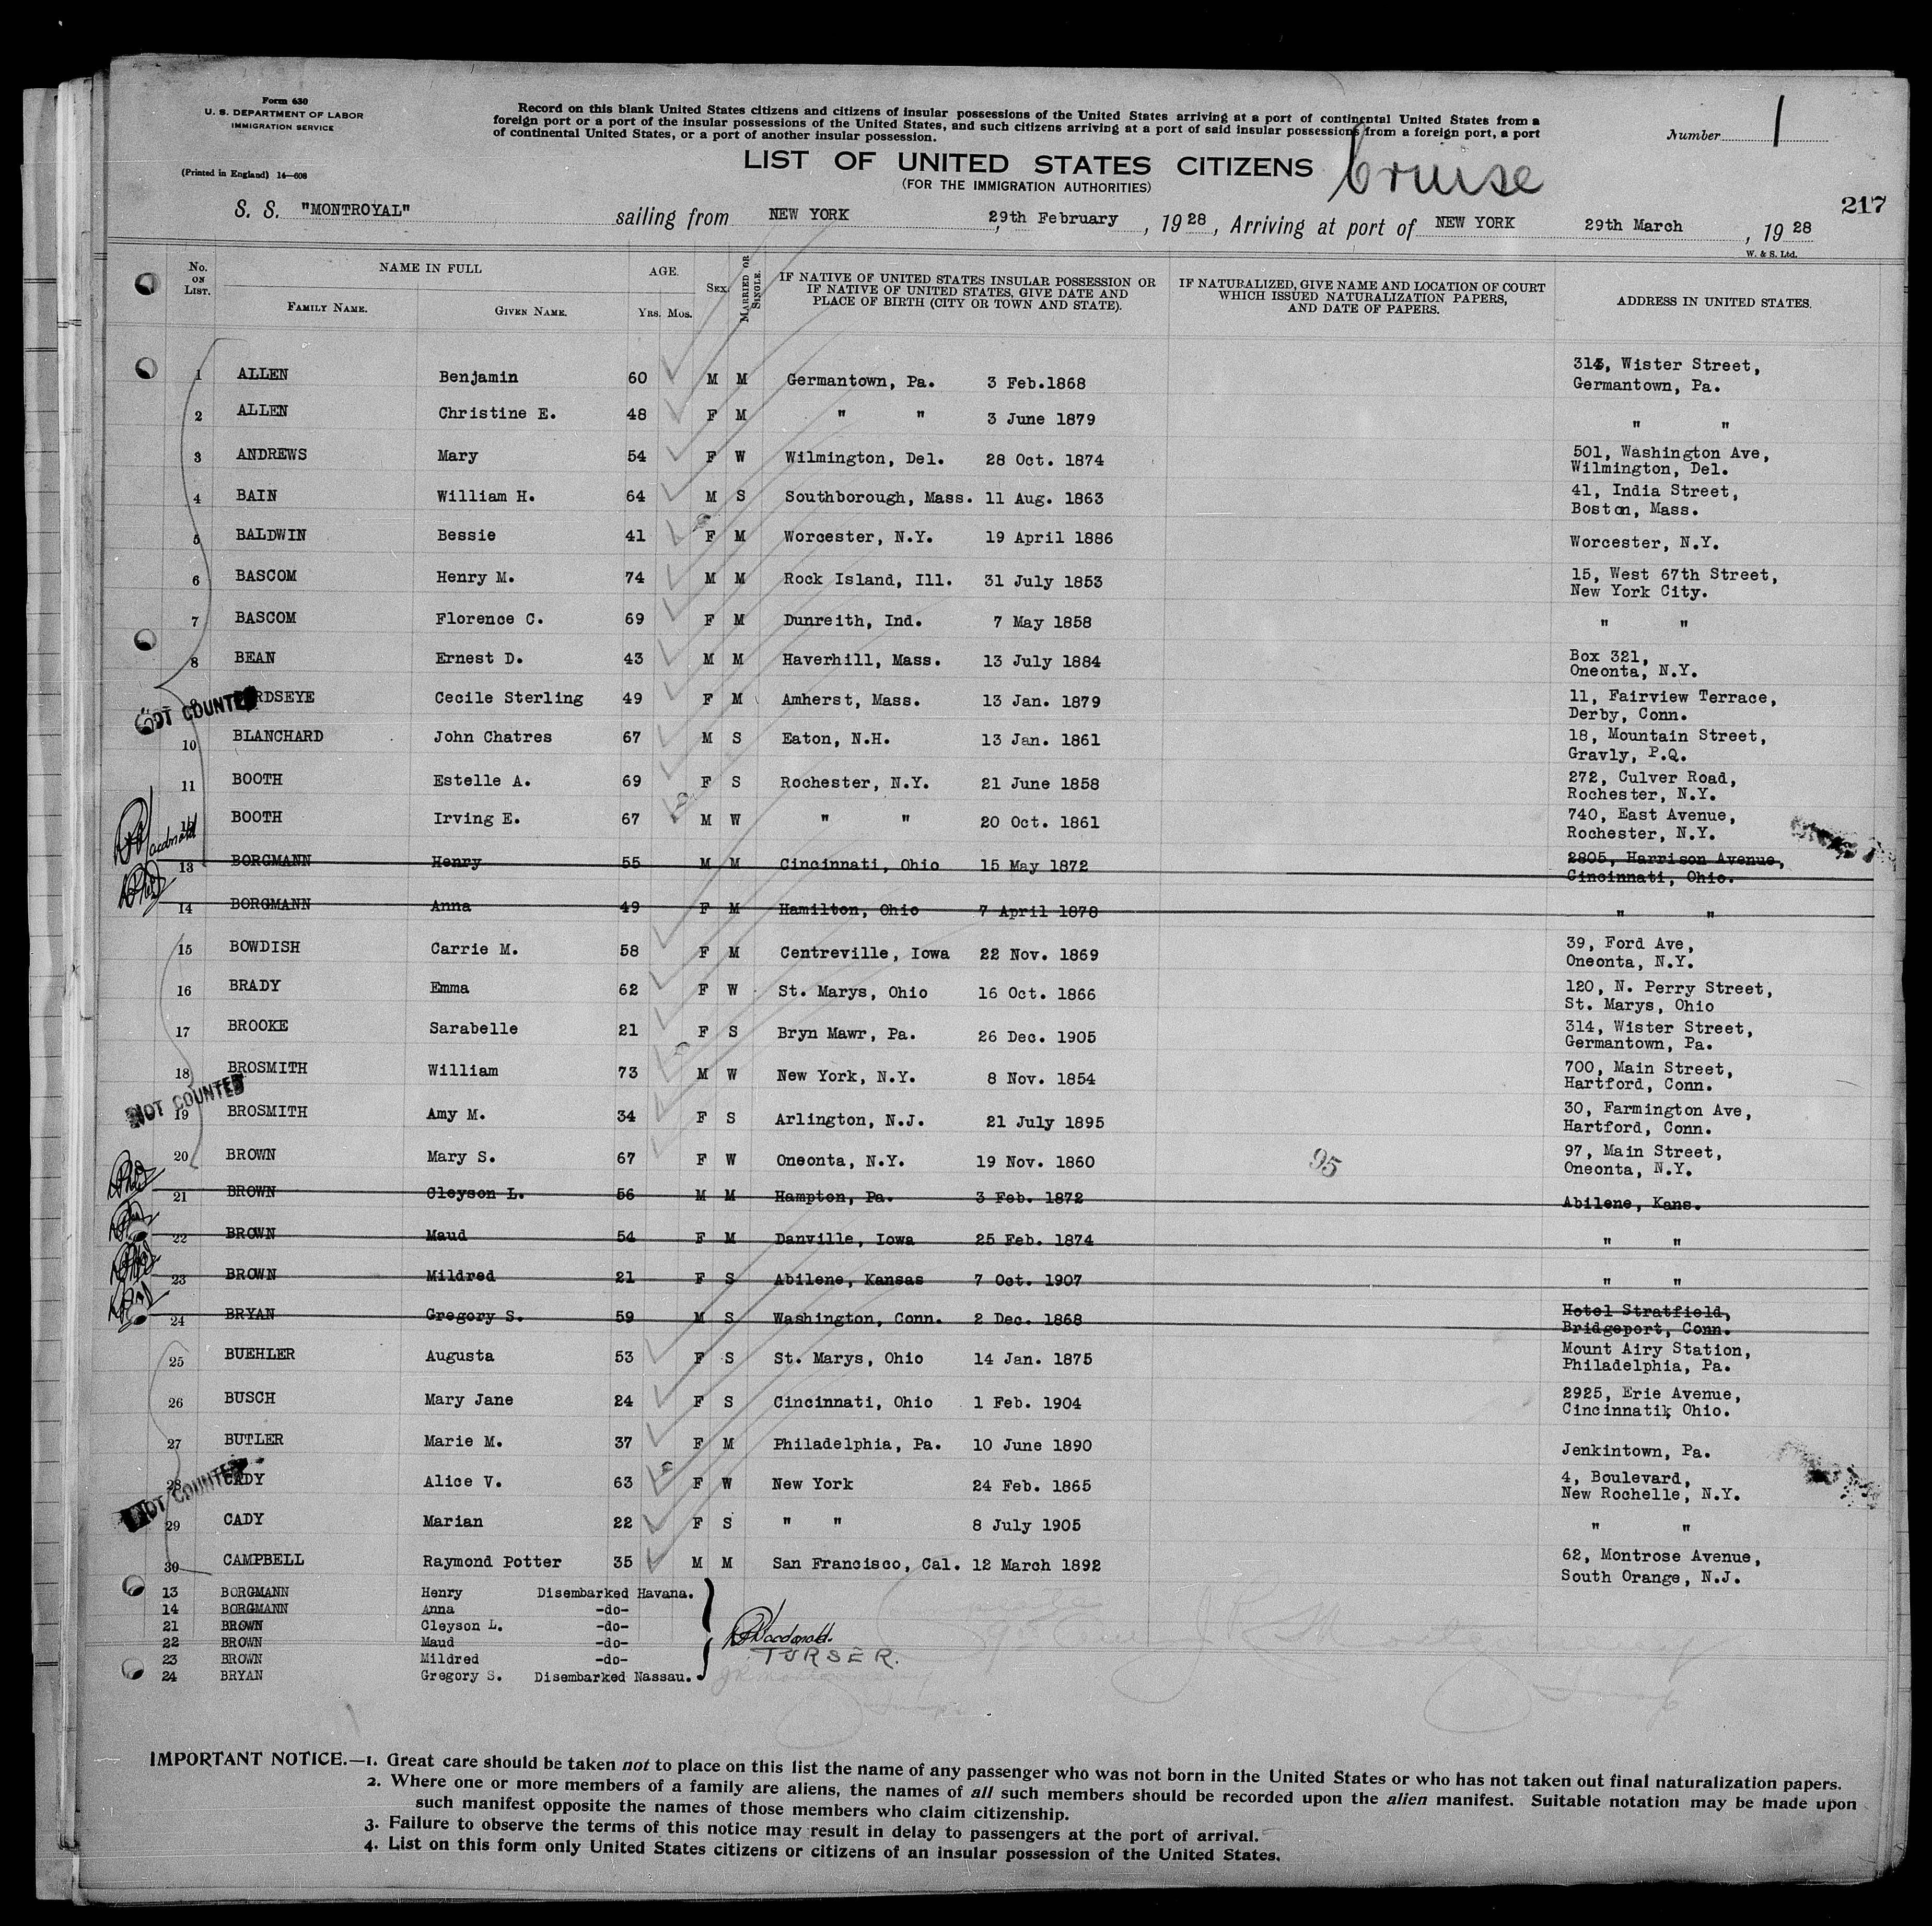 Form 630
U. S. DEPARTMENT OF LABOR
IMMIGRATION SERVICE
(Printed in England) 14—608
Record on this blank United States citizens and citizens of insular possessions of the United States arriving at a port of continental United States from a
foreign port or a port of the insular possessions of the United States, and such citizens arriving at a port of said insular possessions from a foreign port, a port
of continental United States, or a port of another insular possession.
Number 1
LIST OF UNITED STATES CITIZENS Cruise
(FOR THE IMMIGRATION AUTHORITIES)
217
S. S. "MONTROYAL" sailing from NEW YORK 29th February, 1928, Arriving at port of NEW YORK 29th March, 1928
W. & S. Ltd.
No. ON LIST. NAME IN FULL FAMILY NAME. GIVEN NAME. AGE. YRS. MOS. SEX. MARRIED OR SINGLE. IF NATIVE OF UNITED STATES INSULAR POSSESSION OR IF NATIVE OF UNITED STATES, GIVE DATE AND PLACE OF BIRTH (CITY OR TOWN AND STATE). IF NATURALIZED, GIVE NAME AND LOCATION OF COURT WHICH ISSUED NATURALIZATION PAPERS, AND DATE OF PAPERS. ADDRESS IN UNITED STATES.
1 ALLEN Benjamin 60 M M Germantown, Pa. 3 Feb.1868 Wister Street,
Germantown, Pa.
2 ALLEN Christine E. 48 F M " " 3 June 1879 " "
3 ANDREWS Mary 54 F W Wilmington, Del. 28 Oct. 1874 501, Washington Ave,
Wilmington, Del.
4 BAIN William H. 64 M S Southborough, Mass. 11 Aug. 1863 41, India Street,
Boston, Mass.
5 BALDWIN Bessie 41 F M Worcester, N.Y. 19 April 1886 Worcester, N.Y.
6 BASCOM Henry M. 74 M M Rock Island, Ill. 31 July 1853 15, West 67th Street,
New York City.
7 BASCOM Florence C. 69 F M Dunreith, Ind. 7 May 1858 " "
8 BEAN Ernest D. 43 M M Haverhill, Mass. 13 July 1884 Box 321,
Oneonta, N.Y.
NOT COUNTED
9 BIRDSEYE Cecile Sterling 49 F M Amherst, Mass. 13 Jan. 1879 11, Fairview Terrace,
Derby, Conn.
10 BLANCHARD John Chatres 67 M S Eaton, N.H. 13 Jan. 1861 18, Mountain Street,
Gravly, P.Q.
11 BOOTH Estelle A. 69 F S Rochester, N.Y. 21 June 1858 272, Culver Road,
Rochester, N.Y.
12 BOOTH Irving E. 67 M W " " 20 Oct. 1861 740, East Avenue,
Rochester, N.Y.
13 BORGMANN Henry 55 M M Cincinnati, Ohio 15 May 1872 2805, Harrison Avenue,
Cincinnati, Ohio.
14 BORGMANN Anna 49 F M Hamilton, Ohio 7 April 1878 " "
15 BOWDISH Carrie M. 58 F M Centreville, Iowa 22 Nov. 1869 39, Ford Ave,
Oneonta, N.Y.
16 BRADY Emma 62 F W St. Marys, Ohio 16 Oct. 1866 120, N. Perry Street,
St. Marys, Ohio
17 BROOKE Sarabelle 21 F S Bryn Mawr, Pa. 26 Dec. 1905 314, Wister Street,
Germantown, Pa.
18 BROSMITH William 73 M W New York, N.Y. 8 Nov. 1854 700, Main Street,
Hartford, Conn.
NOT COUNTED
19 BROSMITH Amy M. 34 F S Arlington, N.J. 21 July 1895 30, Farmington Ave,
Hartford, Conn.
20 BROWN Mary S. 67 F W Oneonta, N.Y. 19 Nov. 1860 95 97, Main Street,
Oneonta, N.Y.
21 BROWN Cleyson L. 56 M M Hampton, Pa. 3 Feb. 1872 Abilene, Kans.
22 BROWN Maud 54 F M Danville, Iowa 25 Feb. 1874 " "
23 BROWN Mildred 21 F S Abilene, Kansas 7 Oct. 1907 " "
24 BRYAN Gregory S. 59 M S Washington, Conn. 2 Dec. 1868 Hotel Stratfield,
Bridgeport, Conn.
25 BUEHLER Augusta 53 F S St. Marys, Ohio 14 Jan. 1875 Mount Airy Station,
Philadelphia, Pa.
26 BUSCH Mary Jane 24 F S Cincinnati, Ohio 1 Feb. 1904 2925, Erie Avenue,
Cincinnati, Ohio.
27 BUTLER Marie M. 37 F M Philadelphia, Pa. 10 June 1890 Jenkintown, Pa.
28 CADY Alice V. 63 F W New York 24 Feb. 1865 4, Boulevard,
New Rochelle, N.Y.
NOT COUNTED
29 CADY Marian 22 F S " " 8 July 1905 " "
30 CAMPBELL Raymond Potter 35 M M San Francisco, Cal. 12 March 1892 62, Montrose Avenue,
South Orange, N.J.
13 BORGMANN Henry Disembarked Havana.
14 BORGMANN Anna -do-
21 BROWN Cleyson L. -do-
22 BROWN Maud -do-
23 BROWN Mildred -do-
24 BRYAN Gregory S. Disembarked Nassau.
Macdonald.
PURSER.
IMPORTANT NOTICE.—1. Great care should be taken not to place on this list the name of any passenger who was not born in the United States or who has not taken out final naturalization papers.
2. Where one or more members of a family are aliens, the names of all such members should be recorded upon the alien manifest. Suitable notation may be made upon
such manifest opposite the names of those members who claim citizenship.
3. Failure to observe the terms of this notice may result in delay to passengers at the port of arrival.
4. List on this form only United States citizens or citizens of an insular possession of the United States.